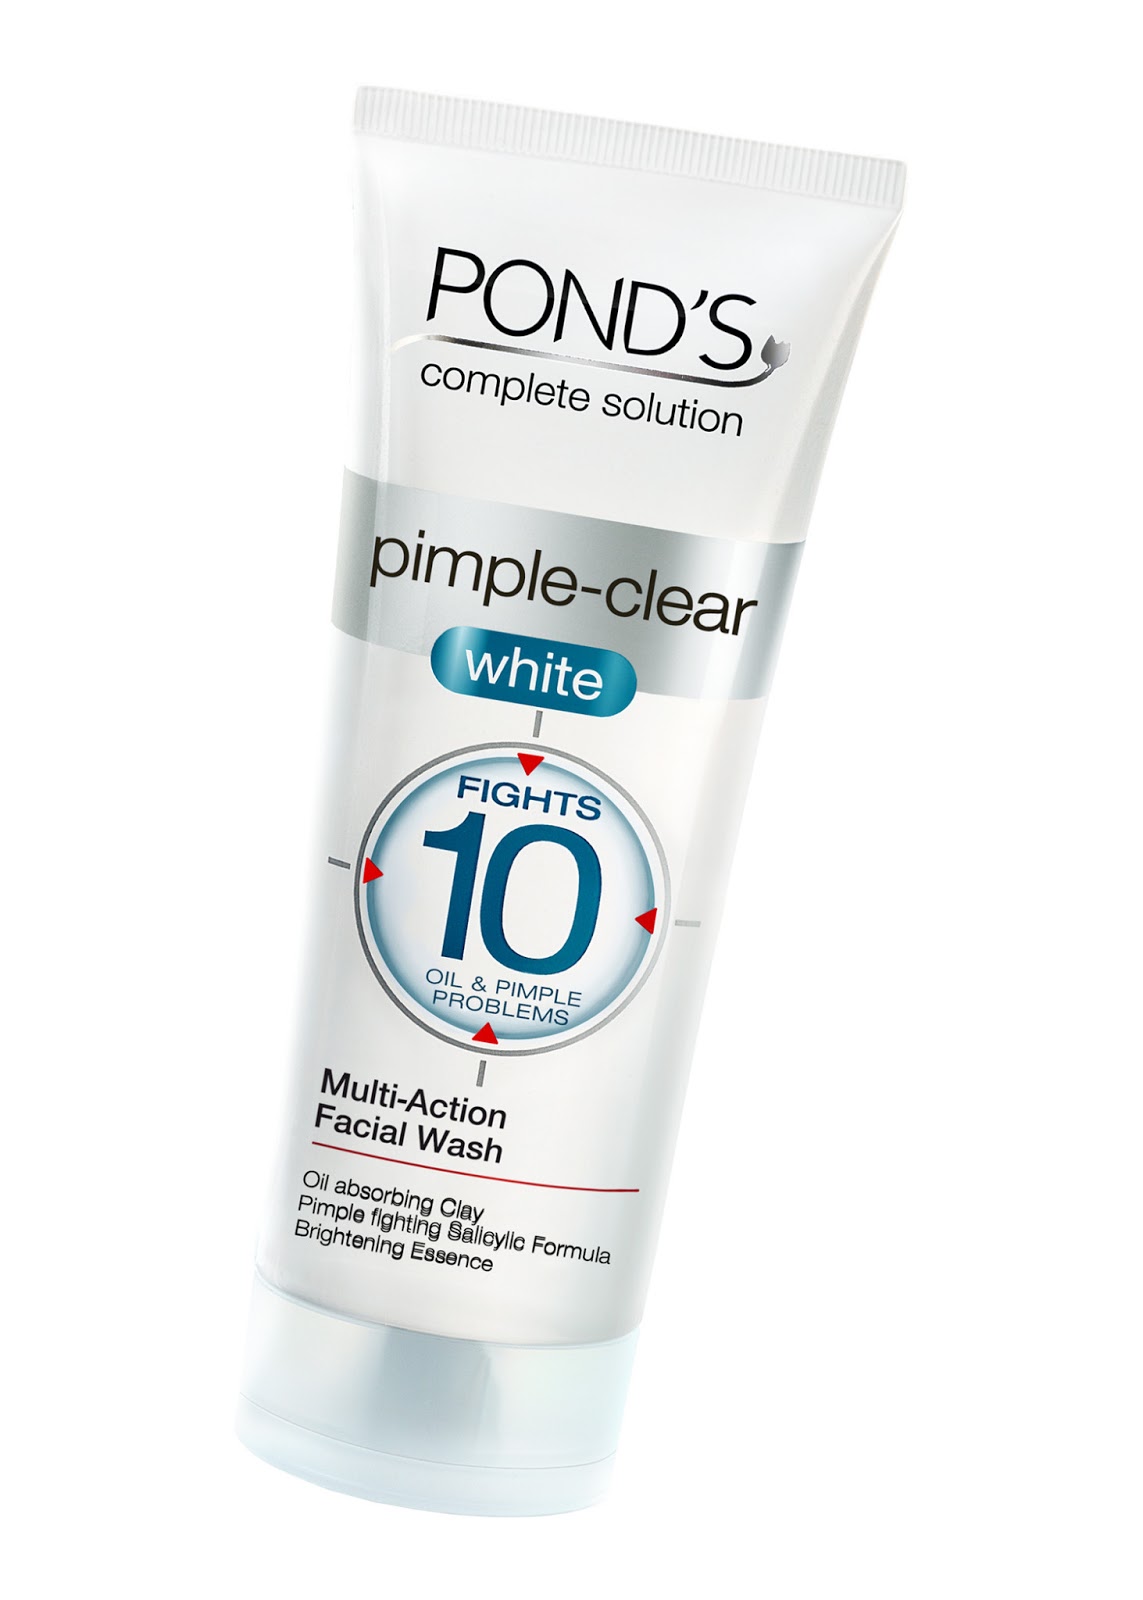 POND'S
complete solution
pimple-clear
white
FIGHTS
10
OIL & PIMPLE
PROBLEMS
Multi-Action
Facial Wash
Oil absorbing Clay
Pimple fighting Salicylic Formula
Brightening Essence